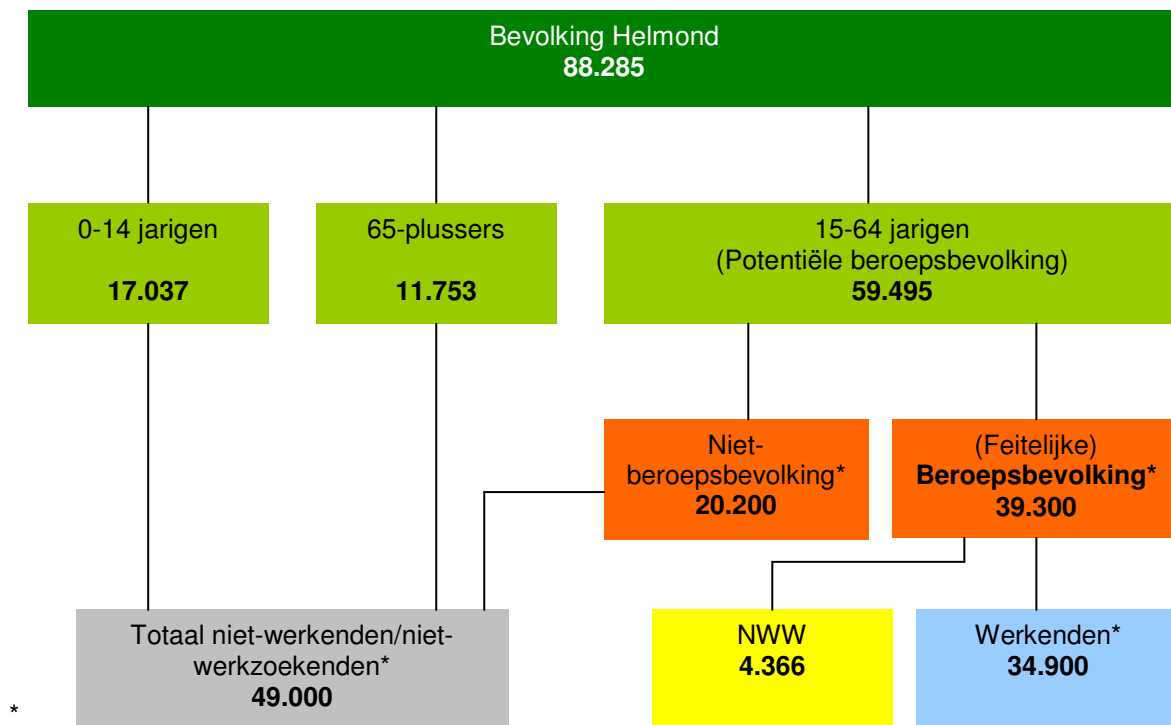 Bevolking Helmond
88.285
0-14 jarigen
17.037
65-plussers
11.753
15-64 jarigen
(Potentiële beroepsbevolking)
59.495
Niet-
beroepsbevolking*
20.200
(Feitelijke)
Beroepsbevolking*
39.300
Totaal niet-werkenden/niet-
werkzoekenden*
49.000
NWW
4.366
Werkenden*
34.900
*